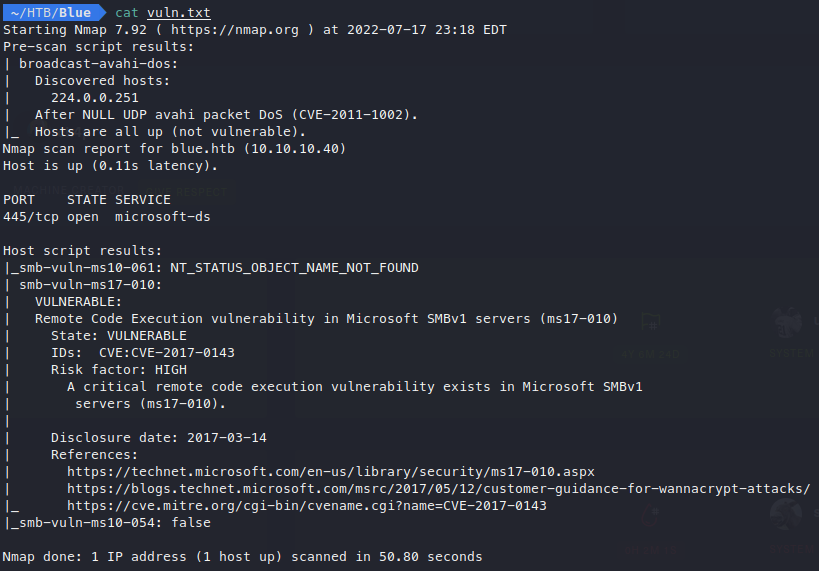 ~/HTB/Blue cat vuln.txt
Starting Nmap 7.92 ( https://nmap.org ) at 2022-07-17 23:18 EDT
Pre-scan script results:
| broadcast-avahi-dos:
|   Discovered hosts:
|     224.0.0.251
|   After NULL UDP avahi packet DoS (CVE-2011-1002).
|_  Hosts are all up (not vulnerable).
Nmap scan report for blue.htb (10.10.10.40)
Host is up (0.11s latency).

PORT    STATE SERVICE
445/tcp open  microsoft-ds

Host script results:
|_smb-vuln-ms10-061: NT_STATUS_OBJECT_NAME_NOT_FOUND
| smb-vuln-ms17-010:
|   VULNERABLE:
|   Remote Code Execution vulnerability in Microsoft SMBv1 servers (ms17-010)
|     State: VULNERABLE
|     IDs:  CVE:CVE-2017-0143
|     Risk factor: HIGH
|       A critical remote code execution vulnerability exists in Microsoft SMBv1
|        servers (ms17-010).
|
|     Disclosure date: 2017-03-14
|     References:
|       https://technet.microsoft.com/en-us/library/security/ms17-010.aspx
|       https://blogs.technet.microsoft.com/msrc/2017/05/12/customer-guidance-for-wannacrypt-attacks/
|_      https://cve.mitre.org/cgi-bin/cvename.cgi?name=CVE-2017-0143
|_smb-vuln-ms10-054: false

Nmap done: 1 IP address (1 host up) scanned in 50.80 seconds